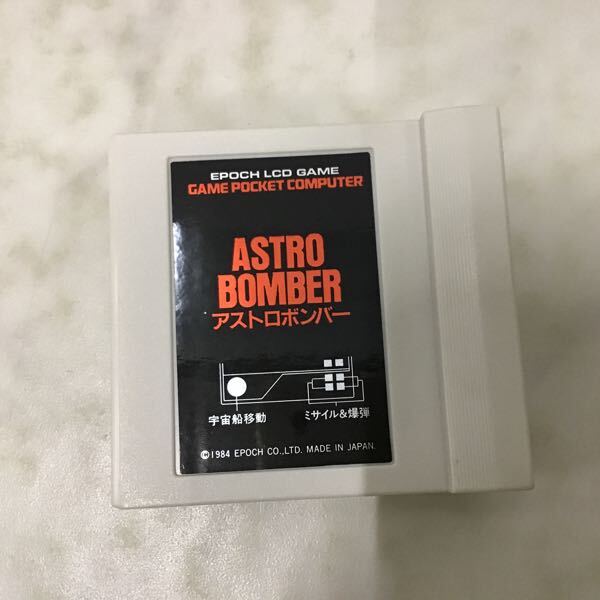 EPOCH LCD GAME
GAME POCKET COMPUTER
ASTRO
BOMBER
アストロボンバー
宇宙船移動 ミサイル&爆弾
©1984 EPOCH CO.,LTD. MADE IN JAPAN.